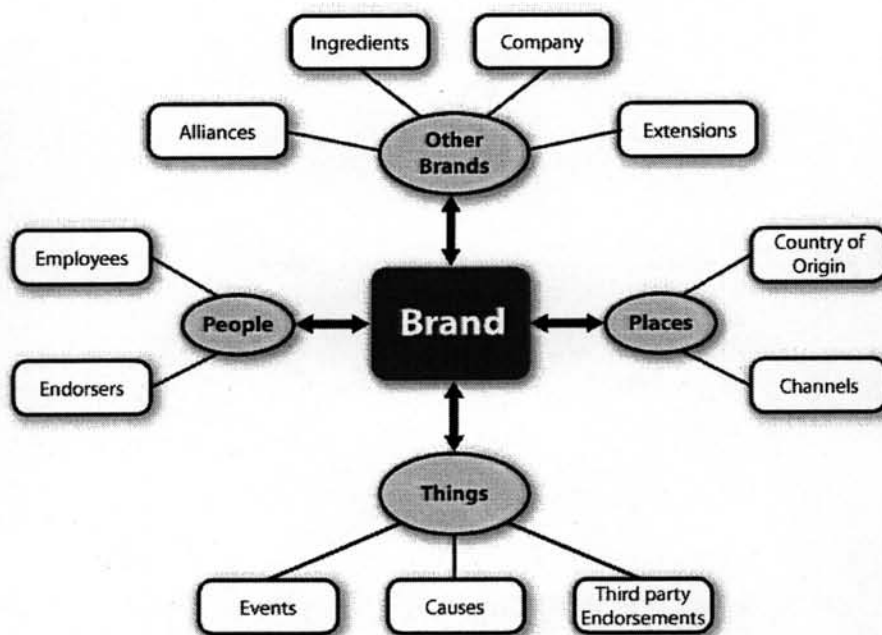 Ingredients
Company
Alliances
Other
Brands
Extensions
Employees
Country of
Origin
People
Brand
Places
Endorsers
Channels
Things
Events
Causes
Third party
Endorsements